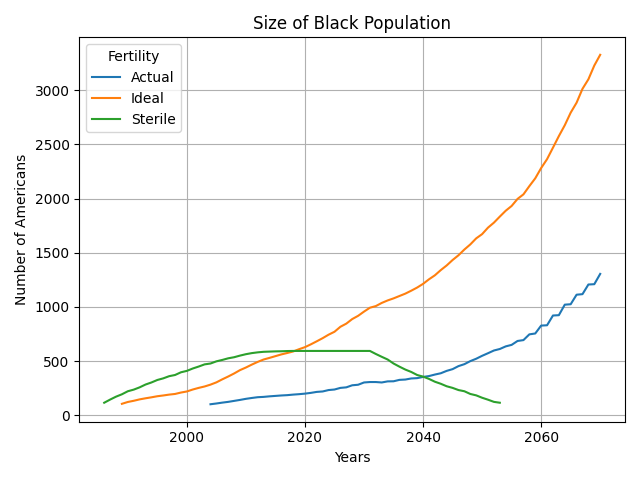 Size of Black Population
Fertility
Actual
Ideal
Sterile
Number of Americans
3000
2500
2000
1500
1000
500
0
2000
2020
2040
2060
Years